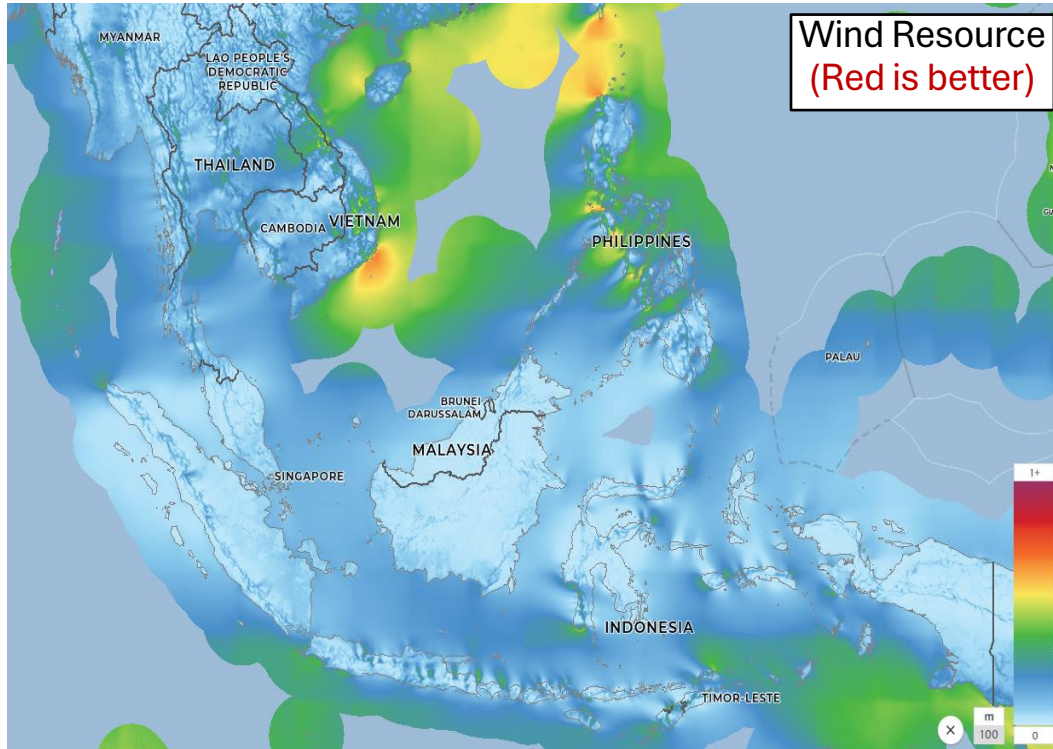 Wind Resource
(Red is better)
MYANMAR
LAO PEOPLE'S
DEMOCRATIC
REPUBLIC
THAILAND
CAMBODIA
VIETNAM
PHILIPPINES
PALAU
BRUNEI
DARUSSALAM
MALAYSIA
SINGAPORE
INDONESIA
TIMOR-LESTE
1+
0
m
100